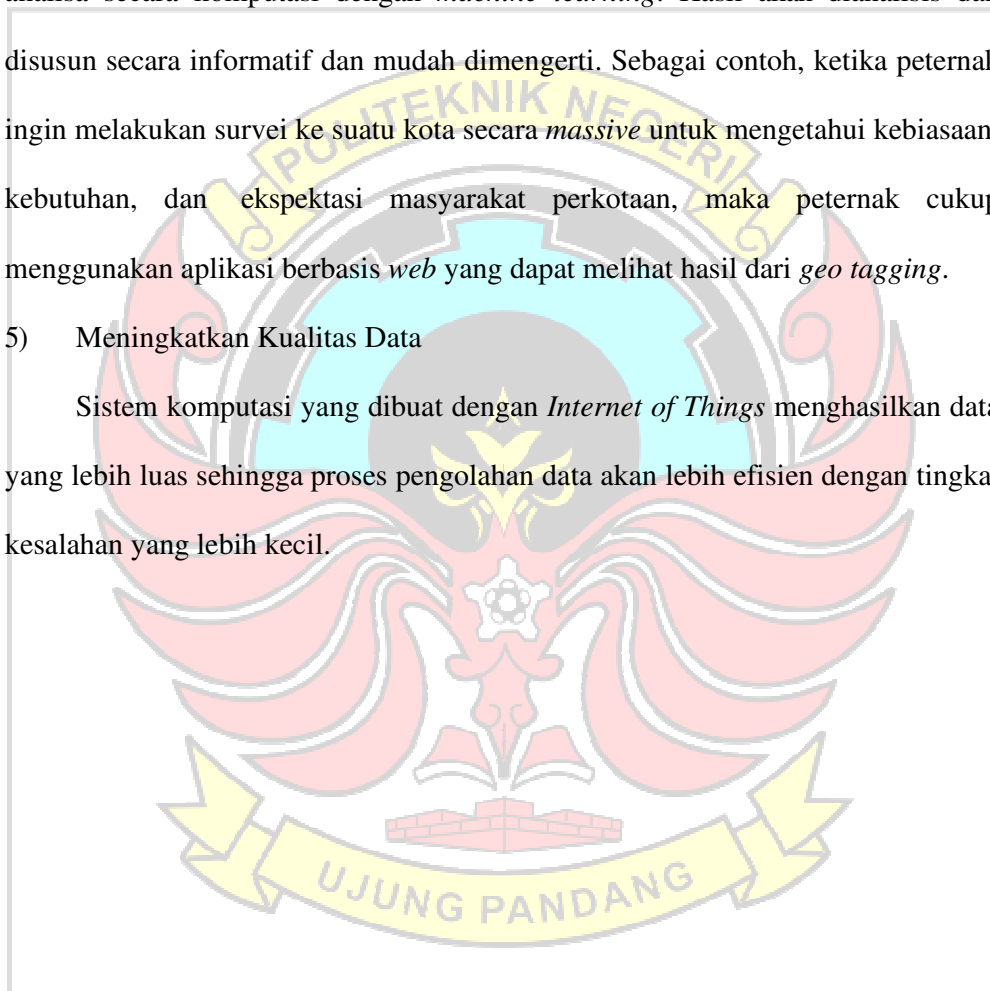 analisa secara komputasi dengan machine learning. Hasil akan dianalisis dan
disusun secara informatif dan mudah dimengerti. Sebagai contoh, ketika peternak
ingin melakukan survei ke suatu kota secara massive untuk mengetahui kebiasaan
kebutuhan, dan ekspektasi masyarakat perkotaan, maka peternak cukup
menggunakan aplikasi berbasis web yang dapat melihat hasil dari geo tagging.
5) Meningkatkan Kualitas Data
Sistem komputasi yang dibuat dengan Internet of Things menghasilkan data
yang lebih luas sehingga proses pengolahan data akan lebih efisien dengan tingka
kesalahan yang lebih kecil.
POLITEKNIK NEGERI
UJUNG PANDANG